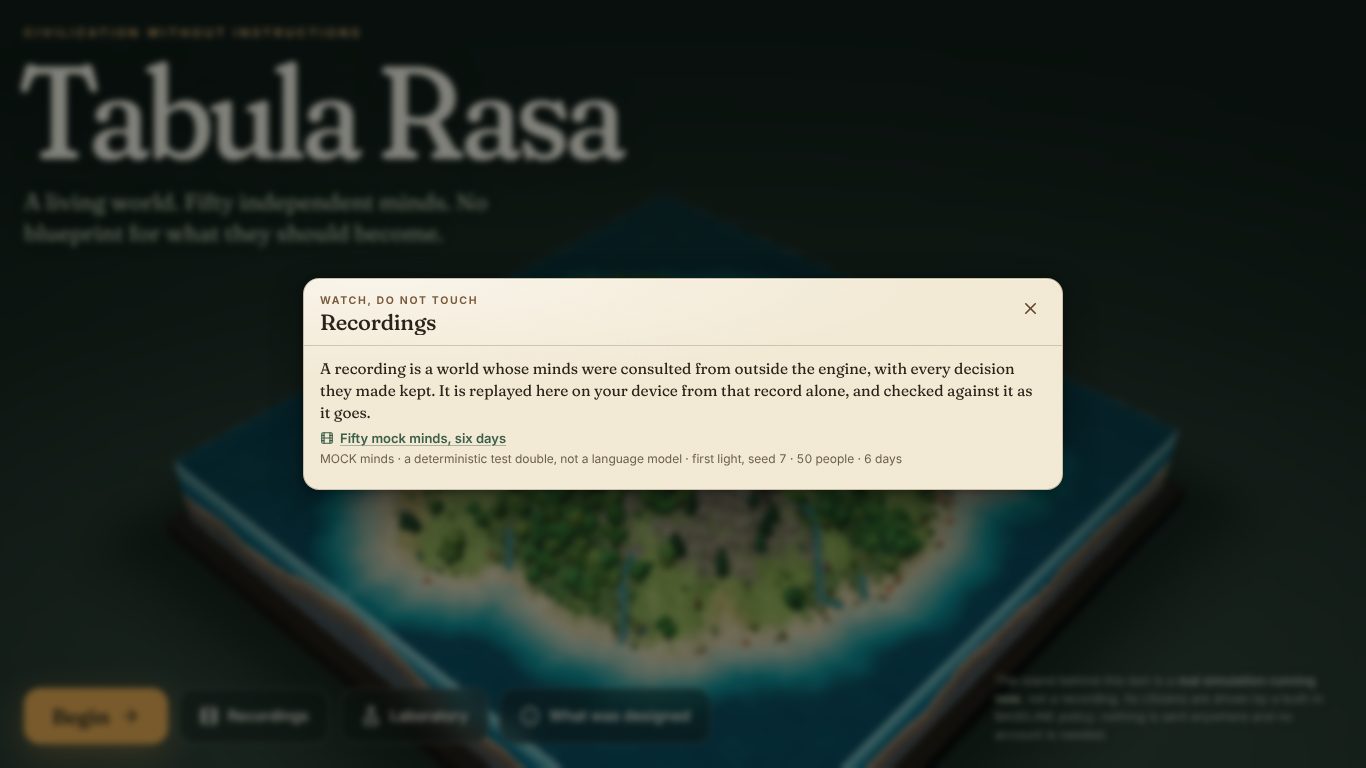 CIVILIZATION WITHOUT INSTRUCTIONS
Tabula Rasa
A living world. Fifty independent minds. No
blueprint for what they should become.
WATCH, DO NOT TOUCH
Recordings
A recording is a world whose minds were consulted from outside the engine, with every decision
they made kept. It is replayed here on your device from that record alone, and checked against it as
it goes.
Fifty mock minds, six days
MOCK minds · a deterministic test double, not a language model · first light, seed 7 · 50 people · 6 days
Begin
Recordings
Laboratory
What was designed